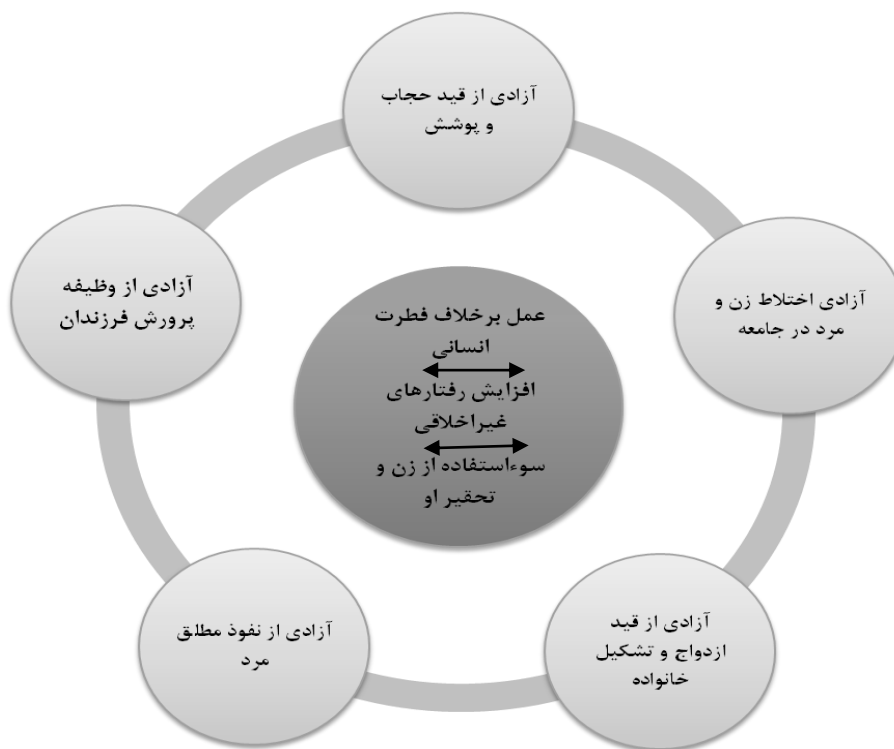 آزادی از قید حجاب
و پوشش
آزادی اختلاط زن و
مرد در جامعه
آزادی از قید
ازدواج و تشکیل
خانواده
آزادی از نفوذ مطلق
مرد
آزادی از وظیفه
پرورش فرزندان
عمل برخلاف فطرت
انسانی
افزایش رفتارهای
غیراخلاقی
سوءاستفاده از زن و
تحقیر او